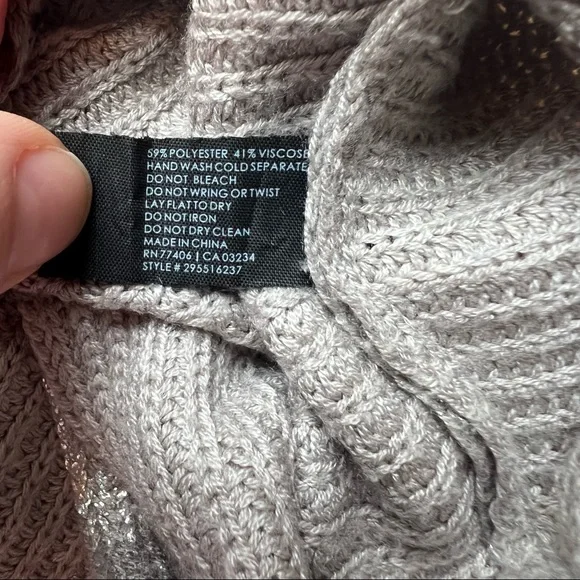 59% POLYESTER 41% VISCOSE
HAND WASH COLD SEPARATE
DO NOT BLEACH
DO NOT WRING OR TWIST
LAY FLAT TO DRY
DO NOT IRON
DO NOT DRY CLEAN
MADE IN CHINA
RN 77406 | CA 03234
STYLE # 295516237